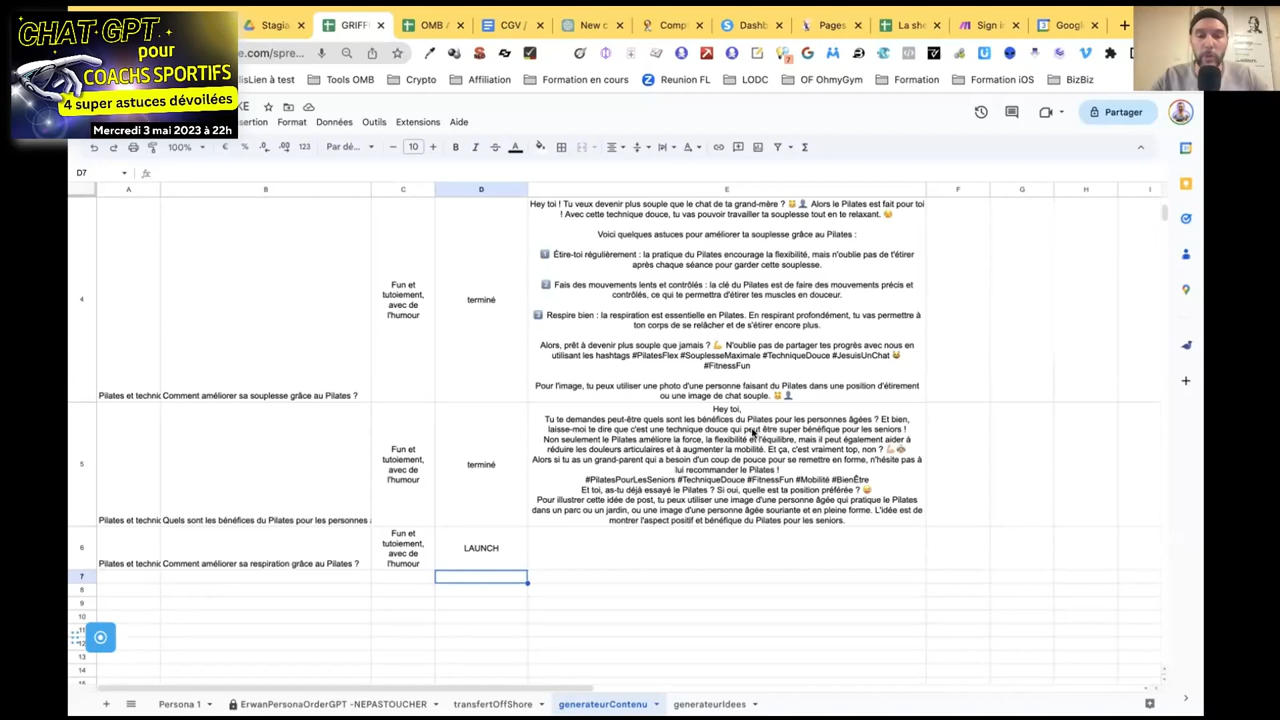 CHAT GPT
pour
COACHS SPORTIFS
4 super astuces dévoilées
Mercredi 3 mai 2023 à 22h
Stagia
GRIFF
OMB /
CGV /
New c
Comp
Dashb
Pages
La sho
Sign i
Googl
e.com/spre
lisLien à test
Tools OMB
Crypto
Affiliation
Formation en cours
Reunion FL
LODC
OF OhmyGym
Formation
Formation iOS
BizBiz
KE
sertion
Format
Données
Outils
Extensions
Aide
Partager
100%
€
%
.0
.00
123
Par dé...
10
D7
fx
A
B
C
D
E
F
G
H
I
Hey toi ! Tu veux devenir plus souple que le chat de ta grand-mère ? 😸👤 Alors le Pilates est fait pour toi
! Avec cette technique douce, tu vas pouvoir travailler ta souplesse tout en te relaxant. 😉
Voici quelques astuces pour améliorer ta souplesse grâce au Pilates :
1️⃣ Étire-toi régulièrement : la pratique du Pilates encourage la flexibilité, mais n'oublie pas de t'étirer
après chaque séance pour garder cette souplesse.
2️⃣ Fais des mouvements lents et contrôlés : la clé du Pilates est de faire des mouvements précis et
contrôlés, ce qui te permettra d'étirer tes muscles en douceur.
3️⃣ Respire bien : la respiration est essentielle en Pilates. En respirant profondément, tu vas permettre à
ton corps de se relâcher et de s'étirer encore plus.
Alors, prêt à devenir plus souple que jamais ? 💪 N'oublie pas de partager tes progrès avec nous en
utilisant les hashtags #PilatesFlex #SouplesseMaximale #TechniqueDouce #JesuisUnChat 😸
#FitnessFun
Pour l'image, tu peux utiliser une photo d'une personne faisant du Pilates dans une position d'étirement
ou une image de chat souple. 😸👤
4
Pilates et technic
Comment améliorer sa souplesse grâce au Pilates ?
Fun et
tutoiement,
avec de
l'humour
terminé
Hey toi,
Tu te demandes peut-être quels sont les bénéfices du Pilates pour les personnes âgées ? Et bien,
laisse-moi te dire que c'est une technique douce qui peut être super bénéfique pour les seniors !
Non seulement le Pilates améliore la force, la flexibilité et l'équilibre, mais il peut également aider à
réduire les douleurs articulaires et à augmenter la mobilité. Et ça, c'est vraiment top, non ? 💪🏼👵
Alors si tu as un grand-parent qui a besoin d'un coup de pouce pour se remettre en forme, n'hésite pas à
lui recommander le Pilates !
#PilatesPourLesSeniors #TechniqueDouce #FitnessFun #Mobilité #BienÊtre
Et toi, as-tu déjà essayé le Pilates ? Si oui, quelle est ta position préférée ? 😄
Pour illustrer cette idée de post, tu peux utiliser une image d'une personne âgée qui pratique le Pilates
dans un parc ou un jardin, ou une image d'une personne âgée souriante et en pleine forme. L'idée est de
montrer l'aspect positif et bénéfique du Pilates pour les seniors.
5
Pilates et technic
Quels sont les bénéfices du Pilates pour les personnes
Fun et
tutoiement,
avec de
l'humour
terminé
6
Pilates et technic
Comment améliorer sa respiration grâce au Pilates ?
Fun et
tutoiement,
avec de
l'humour
LAUNCH
7
8
9
10
11
12
13
14
Persona 1
ErwanPersonaOrderGPT -NEPASTOUCHER
transfertOffShore
generateurContenu
generateurIdees